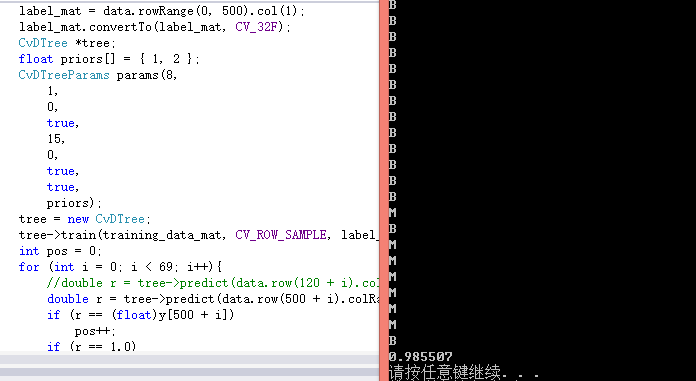 label_mat = data.rowRange(0, 500).col(1);
label_mat.convertTo(label_mat, CV_32F);
CvDTree *tree;
float priors[] = { 1, 2 };
CvDTreeParams params(8,
1,
0,
true,
15,
0,
true,
true,
priors);
tree = new CvDTree;
tree->train(training_data_mat, CV_ROW_SAMPLE, label_
int pos = 0;
for (int i = 0; i < 69; i++){
//double r = tree->predict(data.row(120 + i).col
double r = tree->predict(data.row(500 + i).colRa
if (r == (float)y[500 + i])
pos++;
if (r == 1.0)
B
B
B
B
B
B
B
B
B
B
B
B
B
M
B
M
M
M
M
M
M
B
0.985507
请按任意键继续. . .